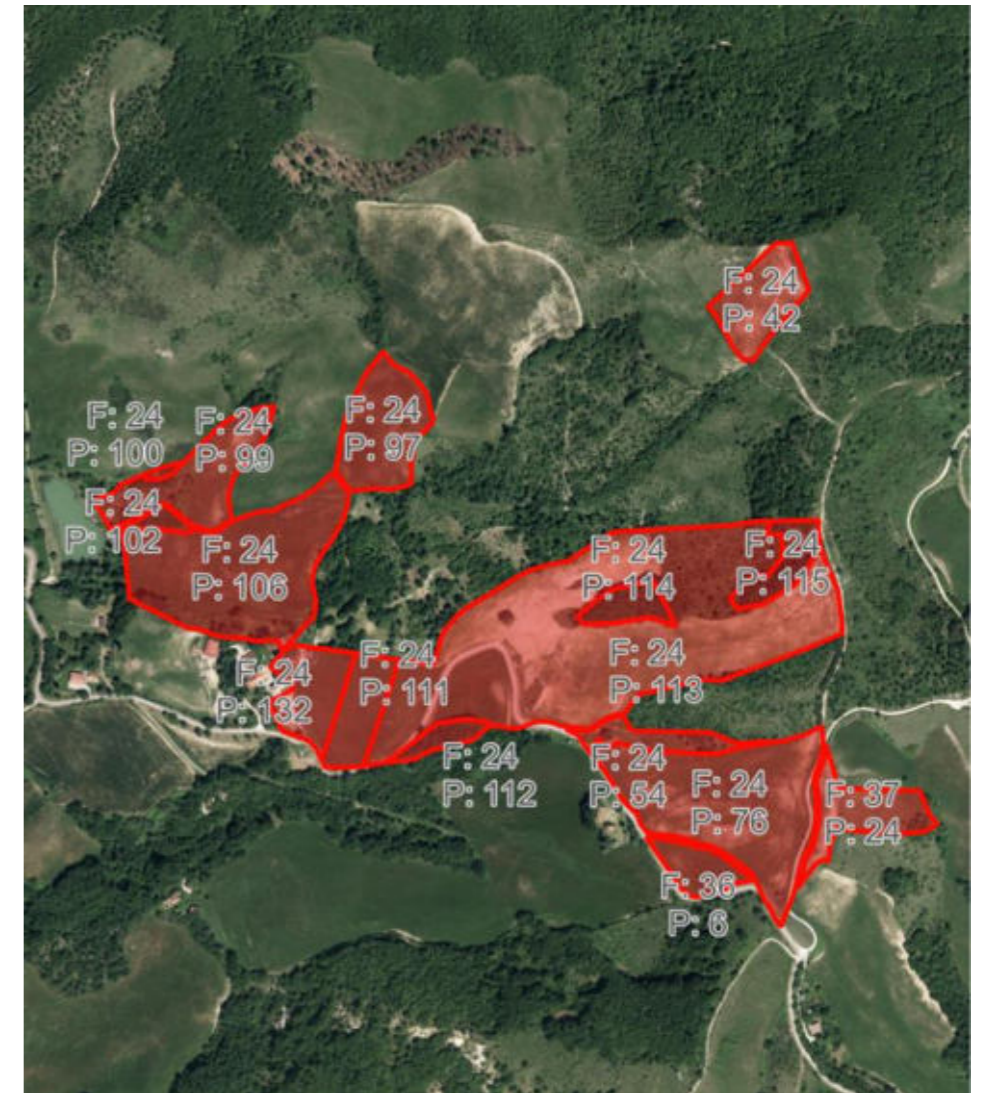 F: 24
P: 42
F: 24
P: 100
F: 24
P: 99
F: 24
P: 97
F: 24
P: 102
F: 24
P: 106
F: 24
P: 114
F: 24
P: 115
F: 24
P: 132
F: 24
P: 111
F: 24
P: 113
F: 24
P: 112
F: 24
P: 54
F: 24
P: 76
F: 37
P: 24
F: 36
P: 6